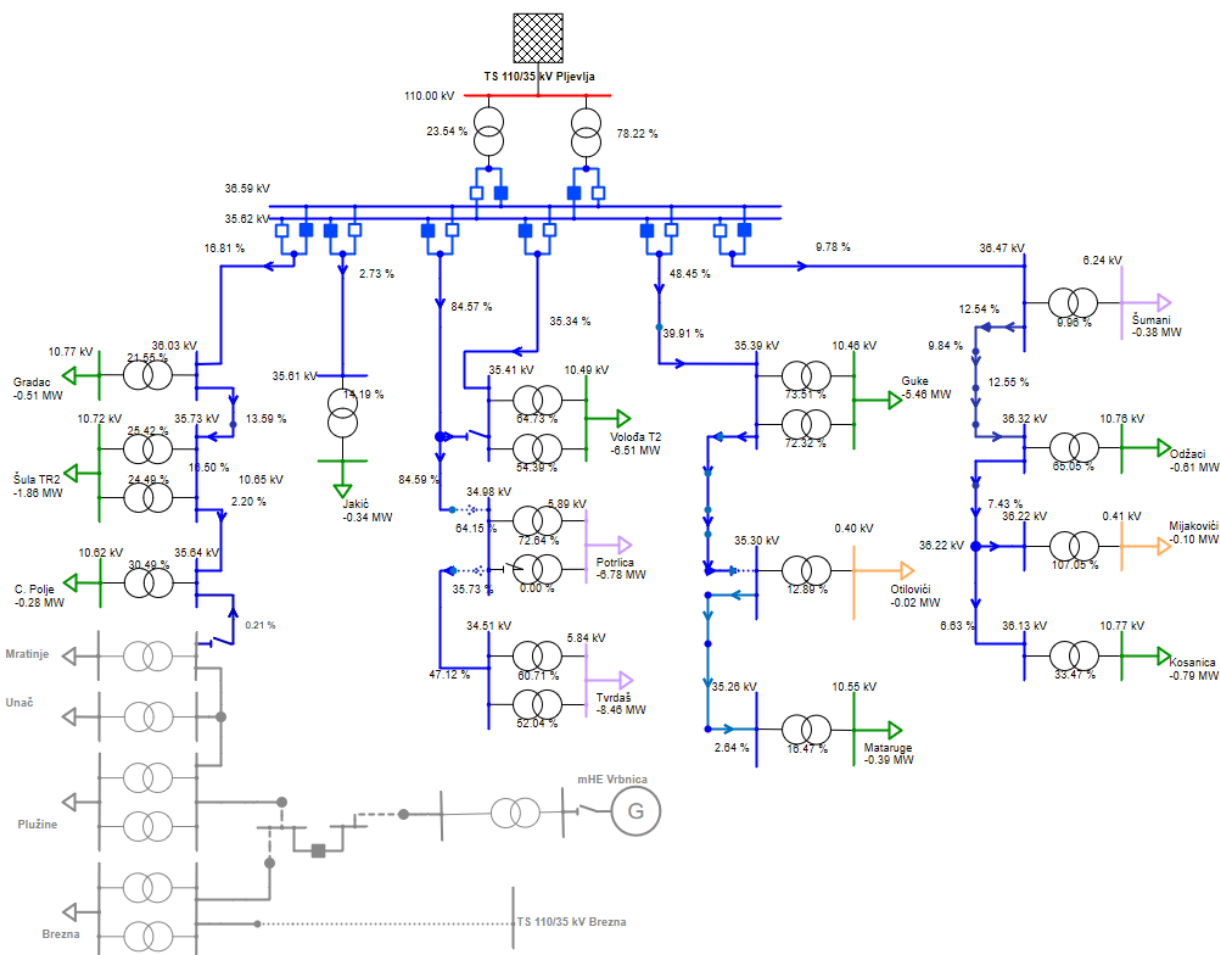 TS 110/35 kV Pljevlja
110.00 kV
23.54 %
78.22 %
36.59 kV
35.62 kV
16.81 %
2.73 %
84.57 %
35.34 %
48.45 %
39.91 %
9.78 %
36.47 kV
6.24 kV
9.96 %
Šumani
-0.38 MW
12.54 %
9.84 %
12.55 %
10.77 kV
36.03 kV
21.55 %
Gradac
-0.51 MW
13.59 %
35.61 kV
14.19 %
Jakić
-0.34 MW
35.41 kV
10.49 kV
64.73 %
54.39 %
Volođa T2
-6.51 MW
35.39 kV
10.46 kV
73.51 %
72.32 %
Guke
-5.46 MW
36.32 kV
10.76 kV
65.05 %
Odžaci
-0.61 MW
10.72 kV
35.73 kV
25.42 %
24.49 %
Šula TR2
-1.86 MW
16.50 %
10.65 kV
2.20 %
84.59 %
34.98 kV
5.89 kV
64.15 %
72.64 %
0.00 %
Potrlica
-6.78 MW
35.73 %
7.43 %
36.22 kV
36.22 kV
0.41 kV
107.05 %
Mijakovići
-0.10 MW
10.62 kV
35.64 kV
30.49 %
C. Polje
-0.28 MW
0.21 %
35.30 kV
0.40 kV
12.89 %
Otilovići
-0.02 MW
34.51 kV
5.84 kV
47.12 %
60.71 %
52.04 %
Tvrdaš
-8.46 MW
6.63 %
36.13 kV
10.77 kV
33.47 %
Kosanica
-0.79 MW
35.26 kV
10.55 kV
2.64 %
16.47 %
Mataruge
-0.39 MW
Mratinje
Unač
Plužine
mHE Vrbnica
G
Brezna
TS 110/35 kV Brezna